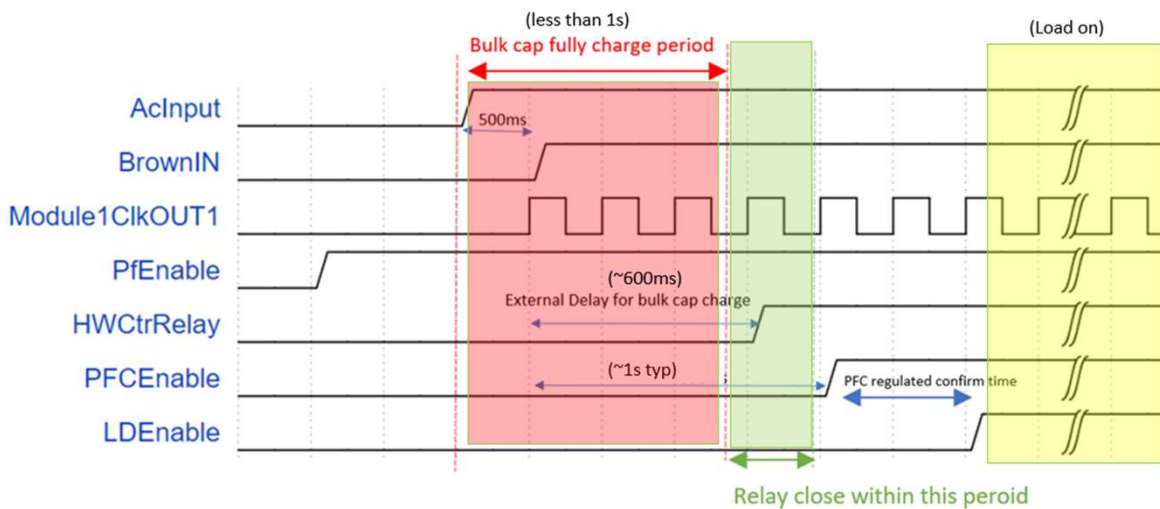 (less than 1s)
Bulk cap fully charge period
(Load on)
AcInput
500ms
BrownIN
Module1ClkOUT1
PfEnable
(~600ms)
External Delay for bulk cap charge
HWCtrRelay
(~1s typ)
PFCEnable
PFC regulated confirm time
LDEnable
Relay close within this peroid